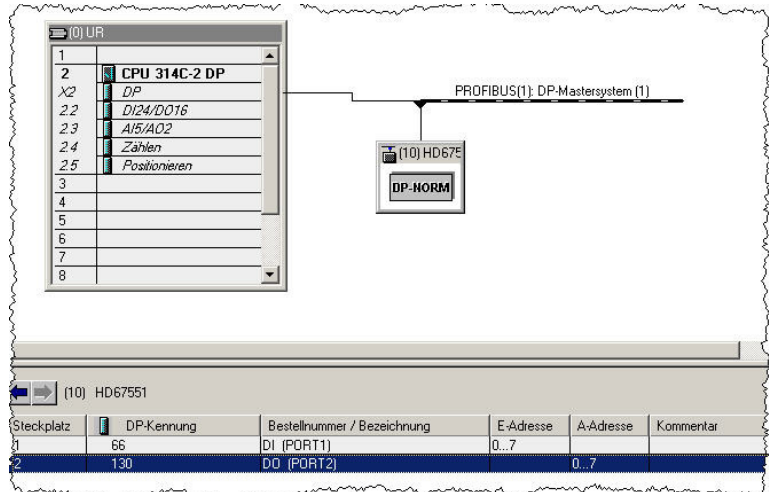 (0) UR
1
2 CPU 314C-2 DP
X2 DP
2.2 DI24/DO16
2.3 AI5/AO2
2.4 Zählen
2.5 Positionieren
3
4
5
6
7
8
PROFIBUS(1): DP-Mastersystem (1)
(10) HD675
DP-NORM
(10) HD67551
Steckplatz DP-Kennung Bestellnummer / Bezeichnung E-Adresse A-Adresse Kommentar
1 66 DI (PORT1) 0...7
2 130 DO (PORT2) 0...7